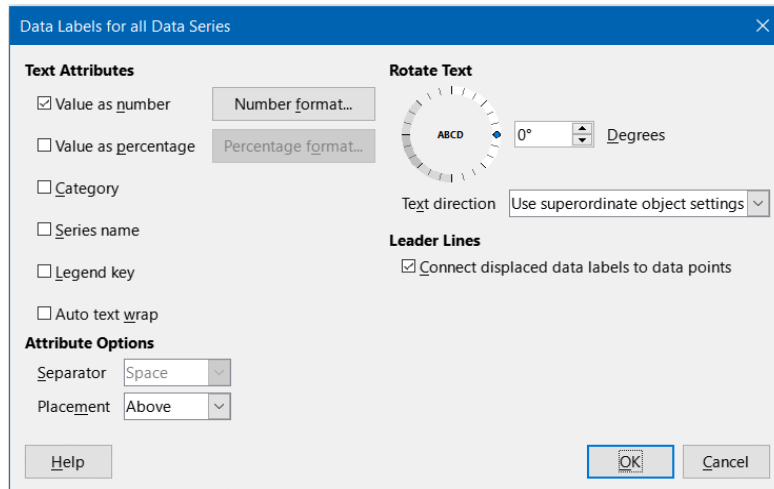 Data Labels for all Data Series
Text Attributes
Value as number
Number format...
Value as percentage
Percentage format...
Category
Series name
Legend key
Auto text wrap
Attribute Options
Separator
Space
Placement
Above
Rotate Text
ABCD
0°
Degrees
Text direction
Use superordinate object settings
Leader Lines
Connect displaced data labels to data points
Help
OK
Cancel